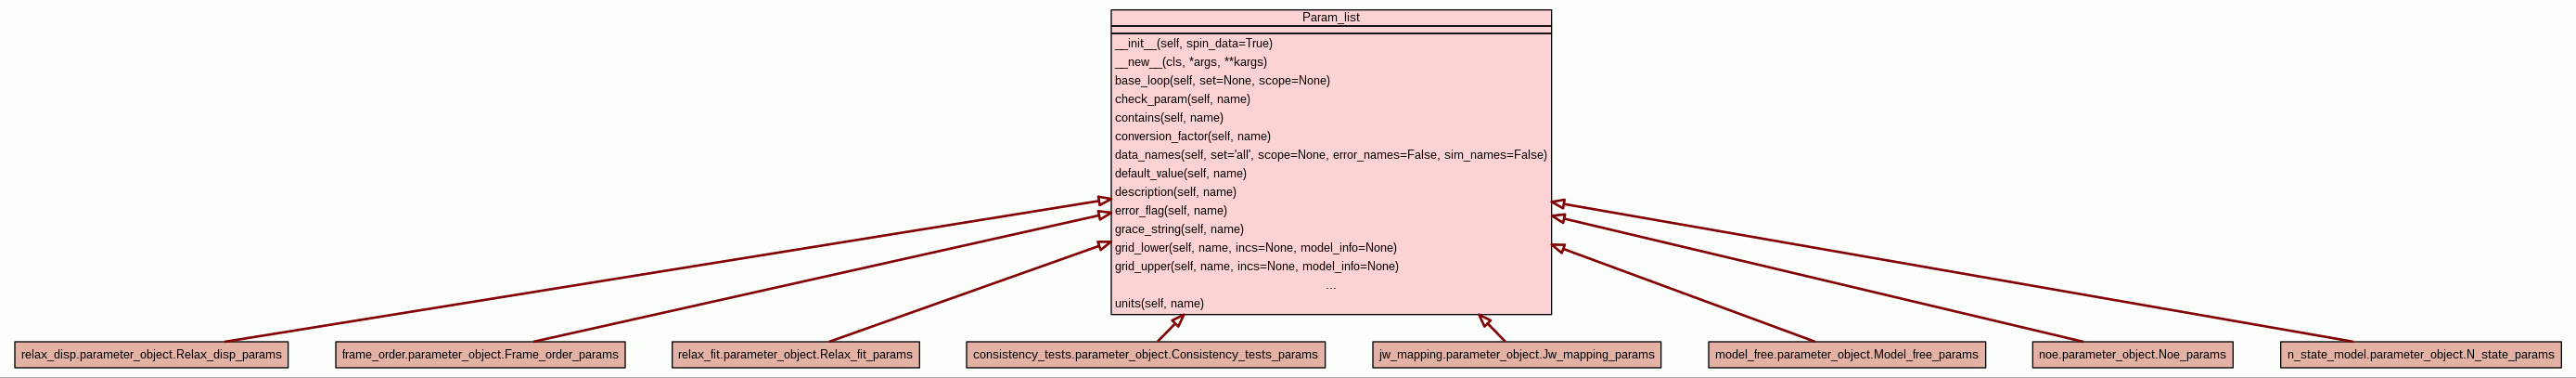 Param_list
__init__(self, spin_data=True)
__new__(cls, *args, **kargs)
base_loop(self, set=None, scope=None)
check_param(self, name)
contains(self, name)
conversion_factor(self, name)
data_names(self, set='all', scope=None, error_names=False, sim_names=False)
default_value(self, name)
description(self, name)
error_flag(self, name)
grace_string(self, name)
grid_lower(self, name, incs=None, model_info=None)
grid_upper(self, name, incs=None, model_info=None)
...
units(self, name)
relax_disp.parameter_object.Relax_disp_params
frame_order.parameter_object.Frame_order_params
relax_fit.parameter_object.Relax_fit_params
consistency_tests.parameter_object.Consistency_tests_params
jw_mapping.parameter_object.Jw_mapping_params
model_free.parameter_object.Model_free_params
noe.parameter_object.Noe_params
n_state_model.parameter_object.N_state_params